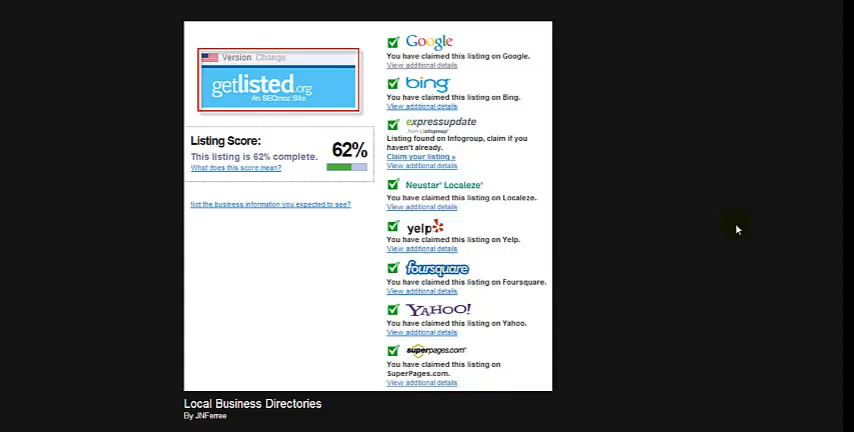 Version Change
getlisted.org
An SEOmoz Site
Listing Score:
This listing is 62% complete.
What does this score mean?
62%
Not the business information you expected to see?
Google
You have claimed this listing on Google.
View additional details
bing
You have claimed this listing on Bing.
View additional details
expressupdate
from infogroup
Listing found on Infogroup, claim if you
haven't already.
Claim your listing »
View additional details
Neustar Localeze
You have claimed this listing on Localeze.
View additional details
yelp
You have claimed this listing on Yelp.
View additional details
foursquare
You have claimed this listing on Foursquare.
View additional details
YAHOO!
You have claimed this listing on Yahoo.
View additional details
superpages.com
You have claimed this listing on
SuperPages.com.
View additional details
Local Business Directories
By JNFerree